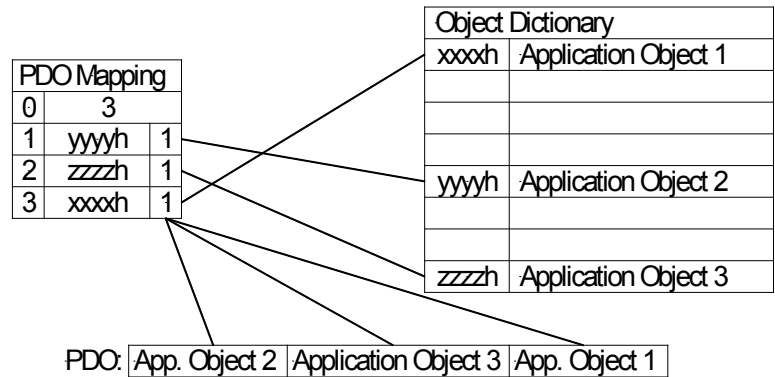 Object Dictionary
xxxxh Application Object 1
PDO Mapping
0 3
1 yyyyh 1
2 zzzzh 1
3 xxxxh 1
yyyyh Application Object 2
zzzzh Application Object 3
PDO: App. Object 2 Application Object 3 App. Object 1